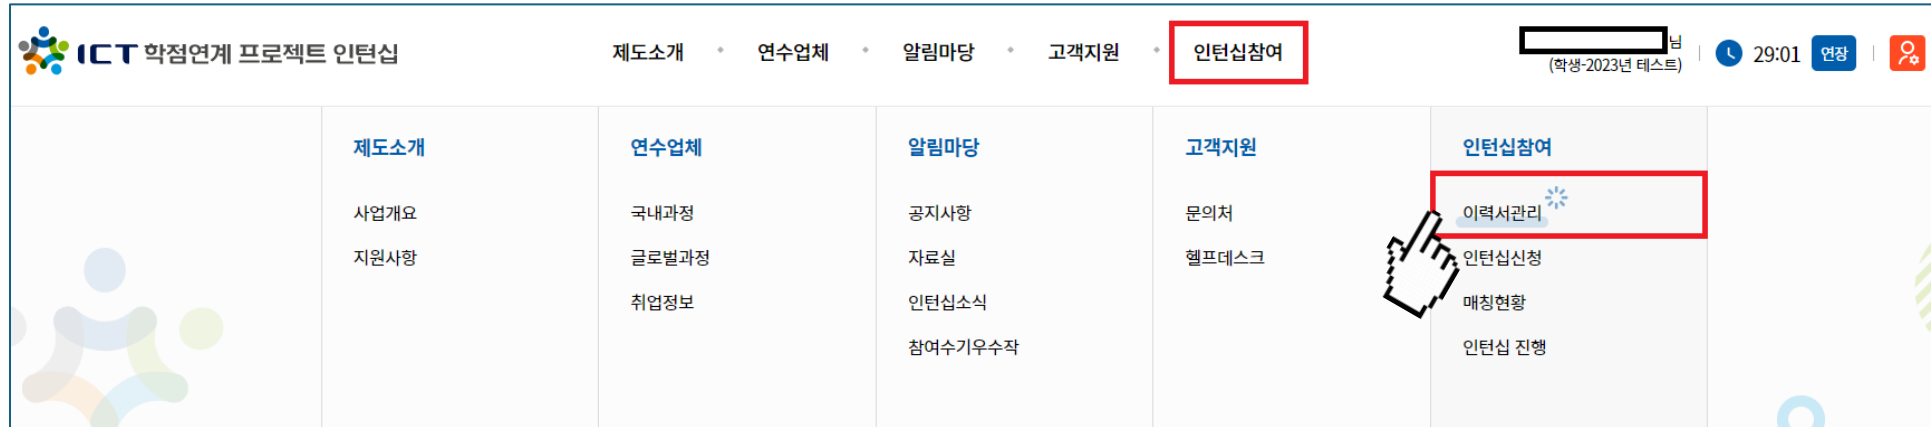 ICT 학점연계 프로젝트 인턴십
제도소개
연수업체
알림마당
고객지원
인턴십참여
님
(학생-2023년 테스트)
29:01
연장
제도소개
사업개요
지원사항
연수업체
국내과정
글로벌과정
취업정보
알림마당
공지사항
자료실
인턴십소식
참여수기우수작
고객지원
문의처
헬프데스크
인턴십참여
이력서관리
인턴십신청
매칭현황
인턴십 진행